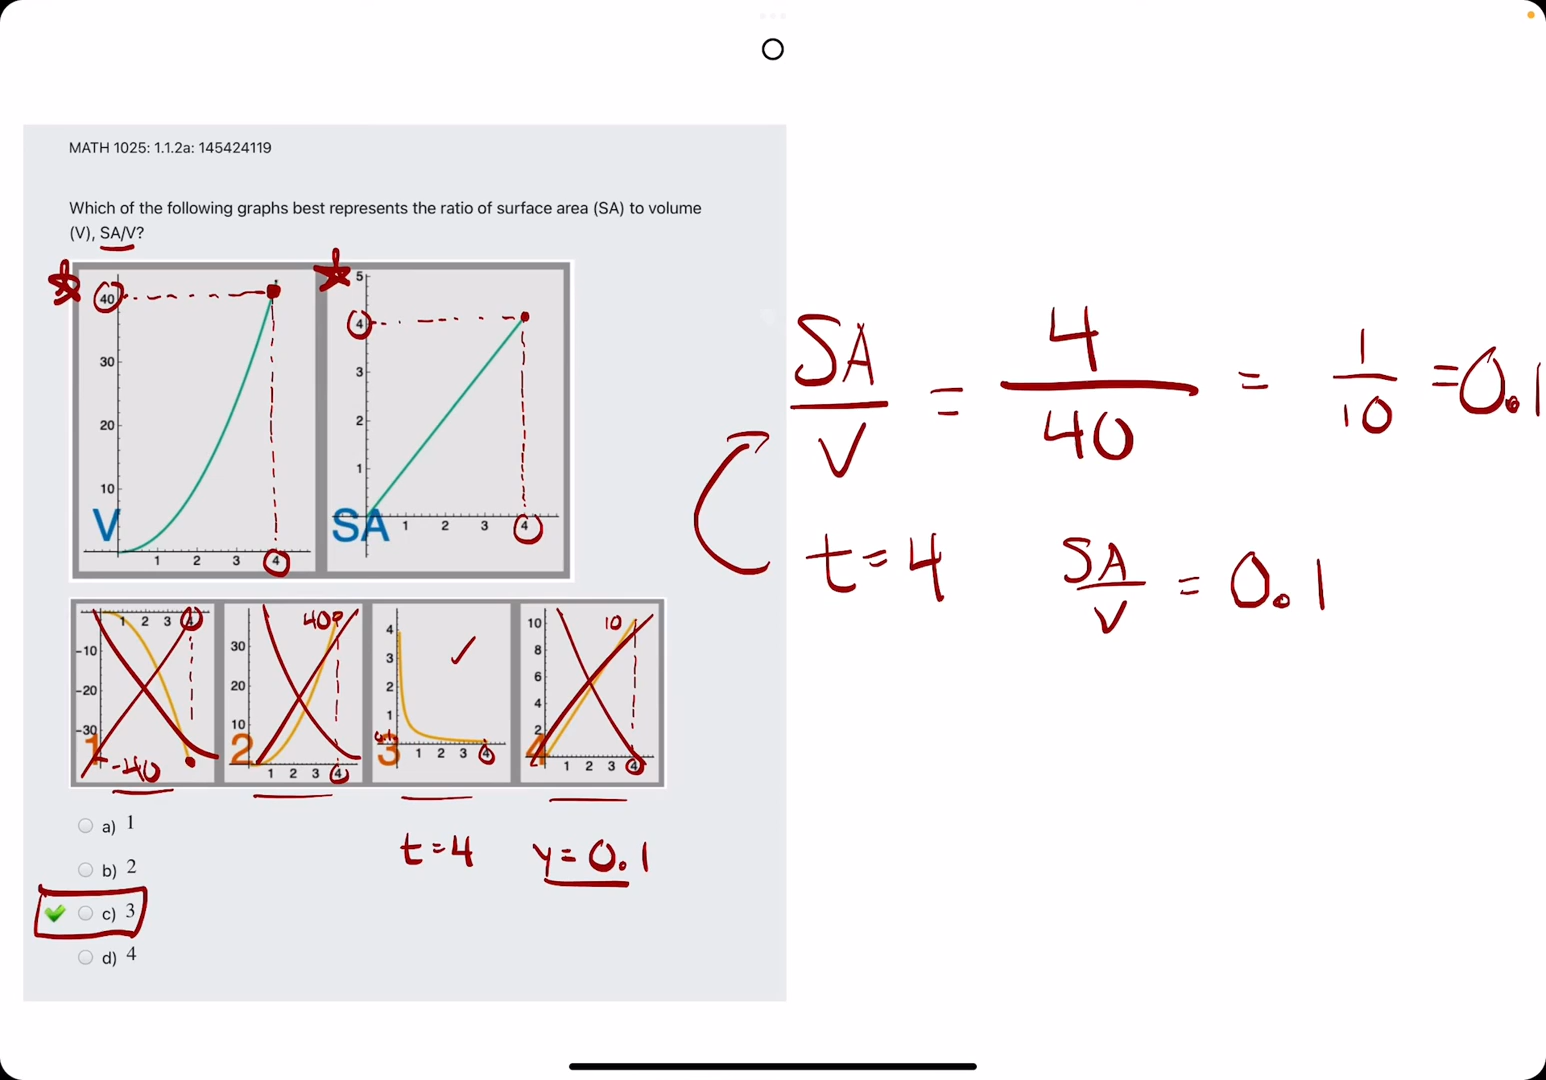 MATH 1025: 1.1.2a: 145424119
Which of the following graphs best represents the ratio of surface area (SA) to volume
(V), SA/V?
40
30
20
10
V
1 2 3 4
5
4
3
2
1
SA
1 2 3 4
SA/V = 4/40 = 1/10 = 0.1
t = 4
SA/V = 0.1
1 2 3 4
-10
-20
-30
1
-40
40
30
20
10
2
1 2 3 4
4
3
2
1
0.1
3
1 2 3 4
10
10
8
6
4
2
4
1 2 3 4
t = 4
y = 0.1
a) 1
b) 2
c) 3
d) 4